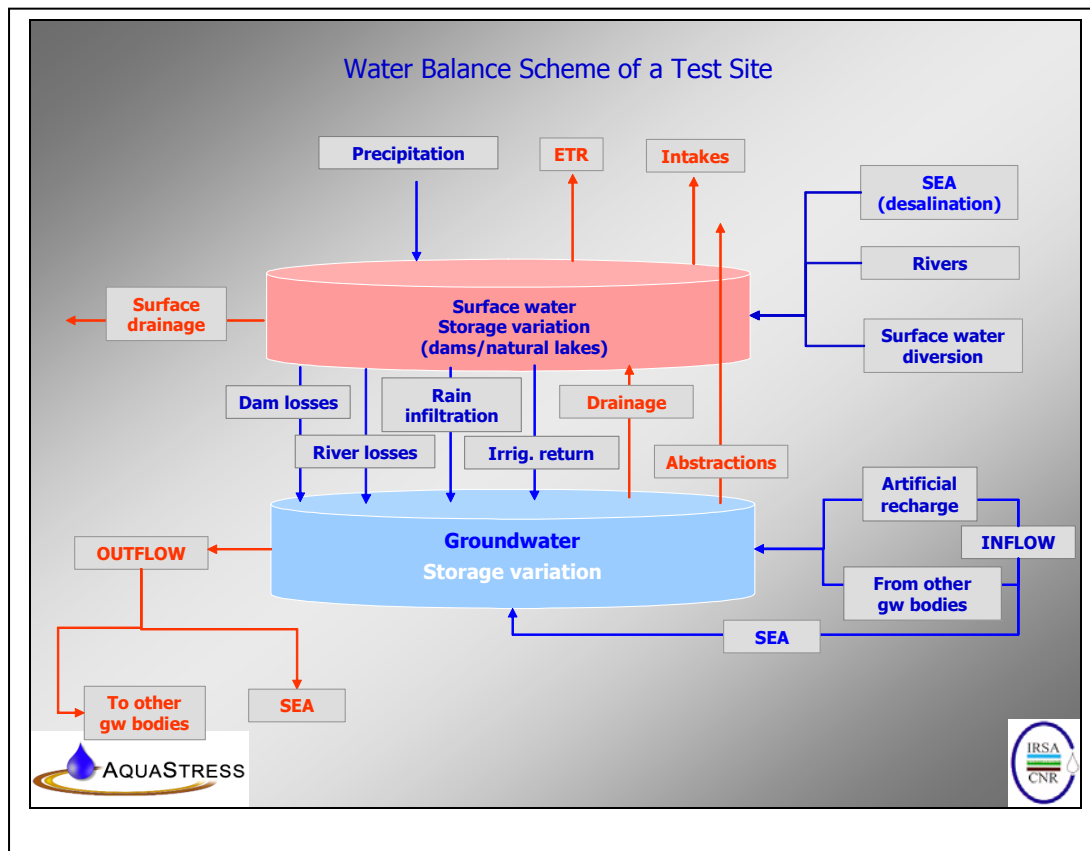 Water Balance Scheme of a Test Site
Precipitation
ETR
Intakes
SEA
(desalination)
Rivers
Surface water
diversion
Surface
drainage
Surface water
Storage variation
(dams/natural lakes)
Dam losses
River losses
Rain
infiltration
Irrig. return
Drainage
Abstractions
Artificial
recharge
INFLOW
From other
gw bodies
SEA
Groundwater
Storage variation
OUTFLOW
To other
gw bodies
SEA
AQUASTRESS
IRSA
CNR